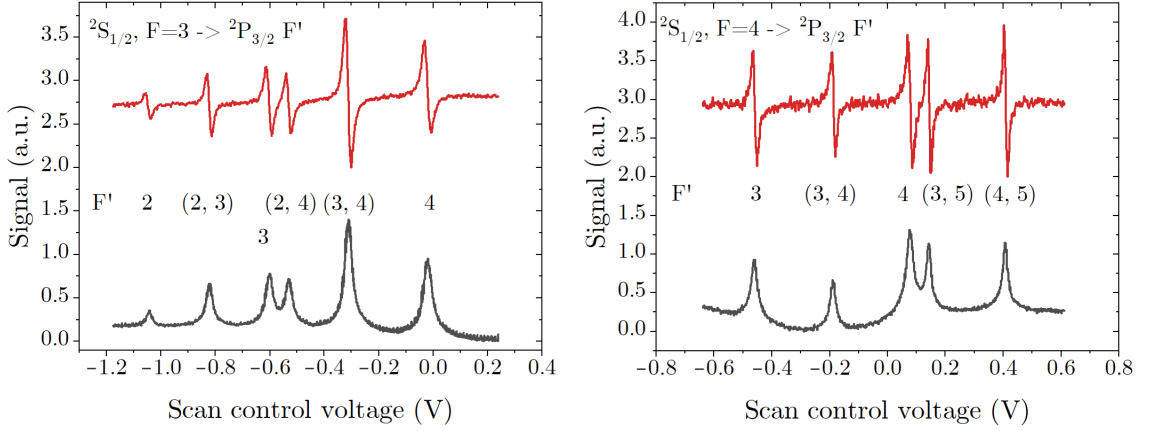 ²S₁/₂, F=3 -> ²P₃/₂ F'
3.5
3.0
2.5
2.0
1.5
1.0
0.5
0.0
Signal (a.u.)
F' 2 (2, 3) (2, 4) (3, 4) 4
3
−1.2 −1.0 −0.8 −0.6 −0.4 −0.2 0.0 0.2 0.4
Scan control voltage (V)
²S₁/₂, F=4 -> ²P₃/₂ F'
4.0
3.5
3.0
2.5
2.0
1.5
1.0
0.5
0.0
Signal (a.u.)
F' 3 (3, 4) 4 (3, 5) (4, 5)
−0.8 −0.6 −0.4 −0.2 0.0 0.2 0.4 0.6 0.8
Scan control voltage (V)